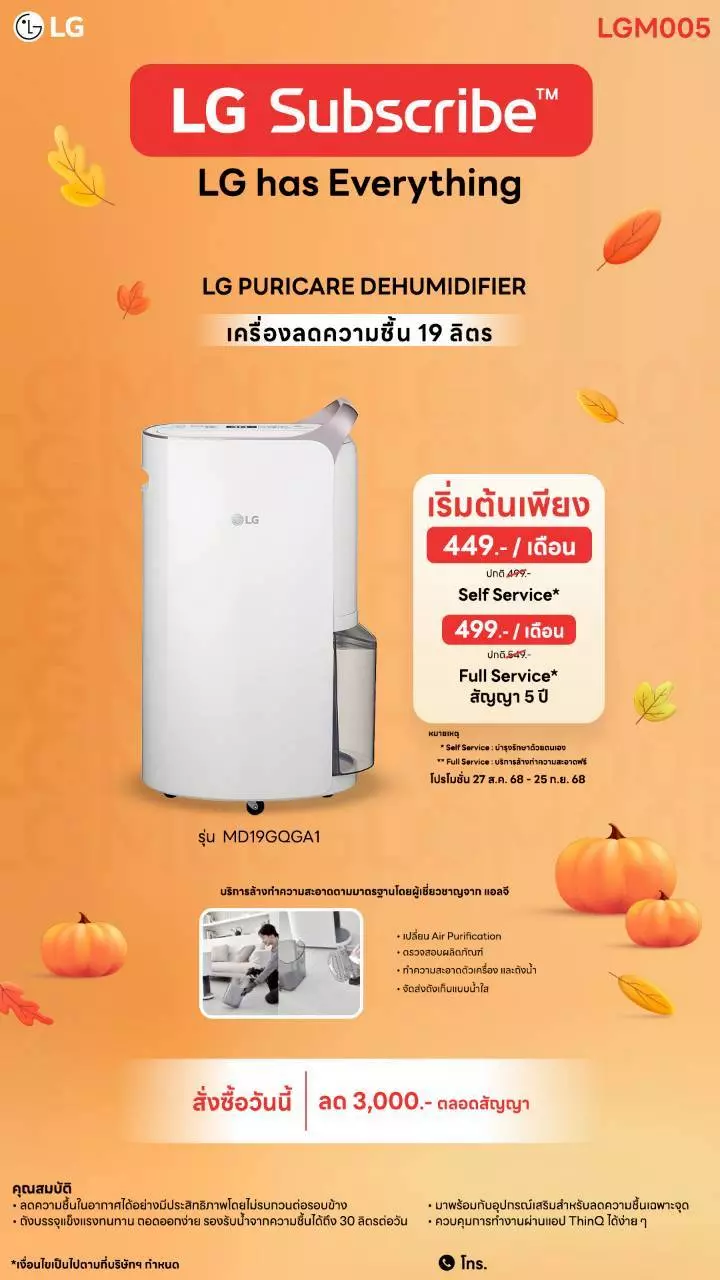 LG
LGM005
LG Subscribe™
LG has Everything
LG PURICARE DEHUMIDIFIER
เครื่องลดความชื้น 19 ลิตร
LG
เริ่มต้นเพียง
449.- / เดือน
ปกติ 499.-
Self Service*
499.- / เดือน
ปกติ 549.-
Full Service*
สัญญา 5 ปี
หมายเหตุ
* Self Service : บำรุงรักษาด้วยตนเอง
** Full Service : บริการล้างทำความสะอาดฟรี
โปรโมชั่น 27 ส.ค. 68 - 25 ก.ย. 68
รุ่น MD19GQGA1
บริการล้างทำความสะอาดตามมาตรฐานโดยผู้เชี่ยวชาญจาก แอลจี
• เปลี่ยน Air Purification
• ตรวจสอบผลิตภัณฑ์
• ทำความสะอาดตัวเครื่อง และถังน้ำ
• จัดส่งถังเก็บแบบน้ำใส
สั่งซื้อวันนี้ ลด 3,000.- ตลอดสัญญา
คุณสมบัติ
• ลดความชื้นในอากาศได้อย่างมีประสิทธิภาพโดยไม่รบกวนต่อรอบข้าง
• ถังบรรจุแข็งแรงทนทาน ถอดออกง่าย รองรับน้ำจากความชื้นได้ถึง 30 ลิตรต่อวัน
• มาพร้อมกับอุปกรณ์เสริมสำหรับลดความชื้นเฉพาะจุด
• ควบคุมการทำงานผ่านแอป ThinQ ได้ง่าย ๆ
*เงื่อนไขเป็นไปตามที่บริษัทฯ กำหนด
โทร.